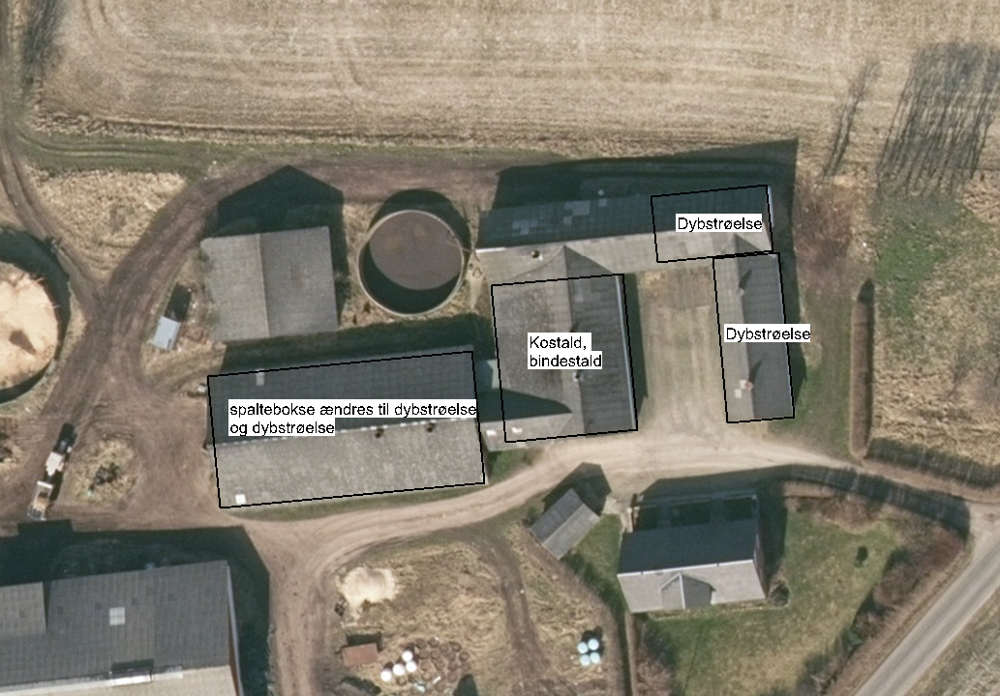 Dybstrøelse
Dybstrøelse
Kostald,
bindestald
spaltebokse ændres til dybstrøelse
og dybstrøelse